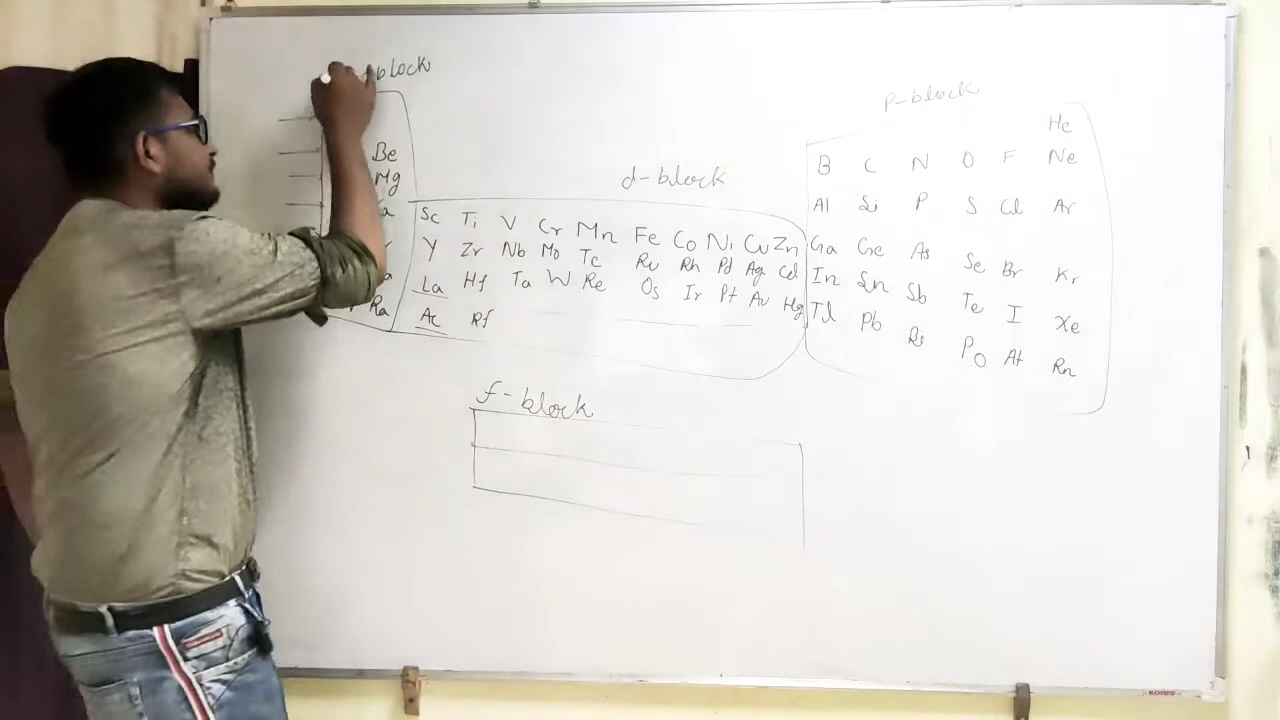 block
p-block
He
Be B C N O F Ne
Mg d-block Al Si P S Cl Ar
Sc Ti V Cr Mn Fe Co Ni Cu Zn Ga Ge As Se Br Kr
Y Zr Nb Mo Tc Ru Rh Pd Ag Cd In Sn Sb Te I Xe
La Hf Ta W Re Os Ir Pt Au Hg Tl Pb Po At Rn
Ra Ac Rf
f-block
KORES